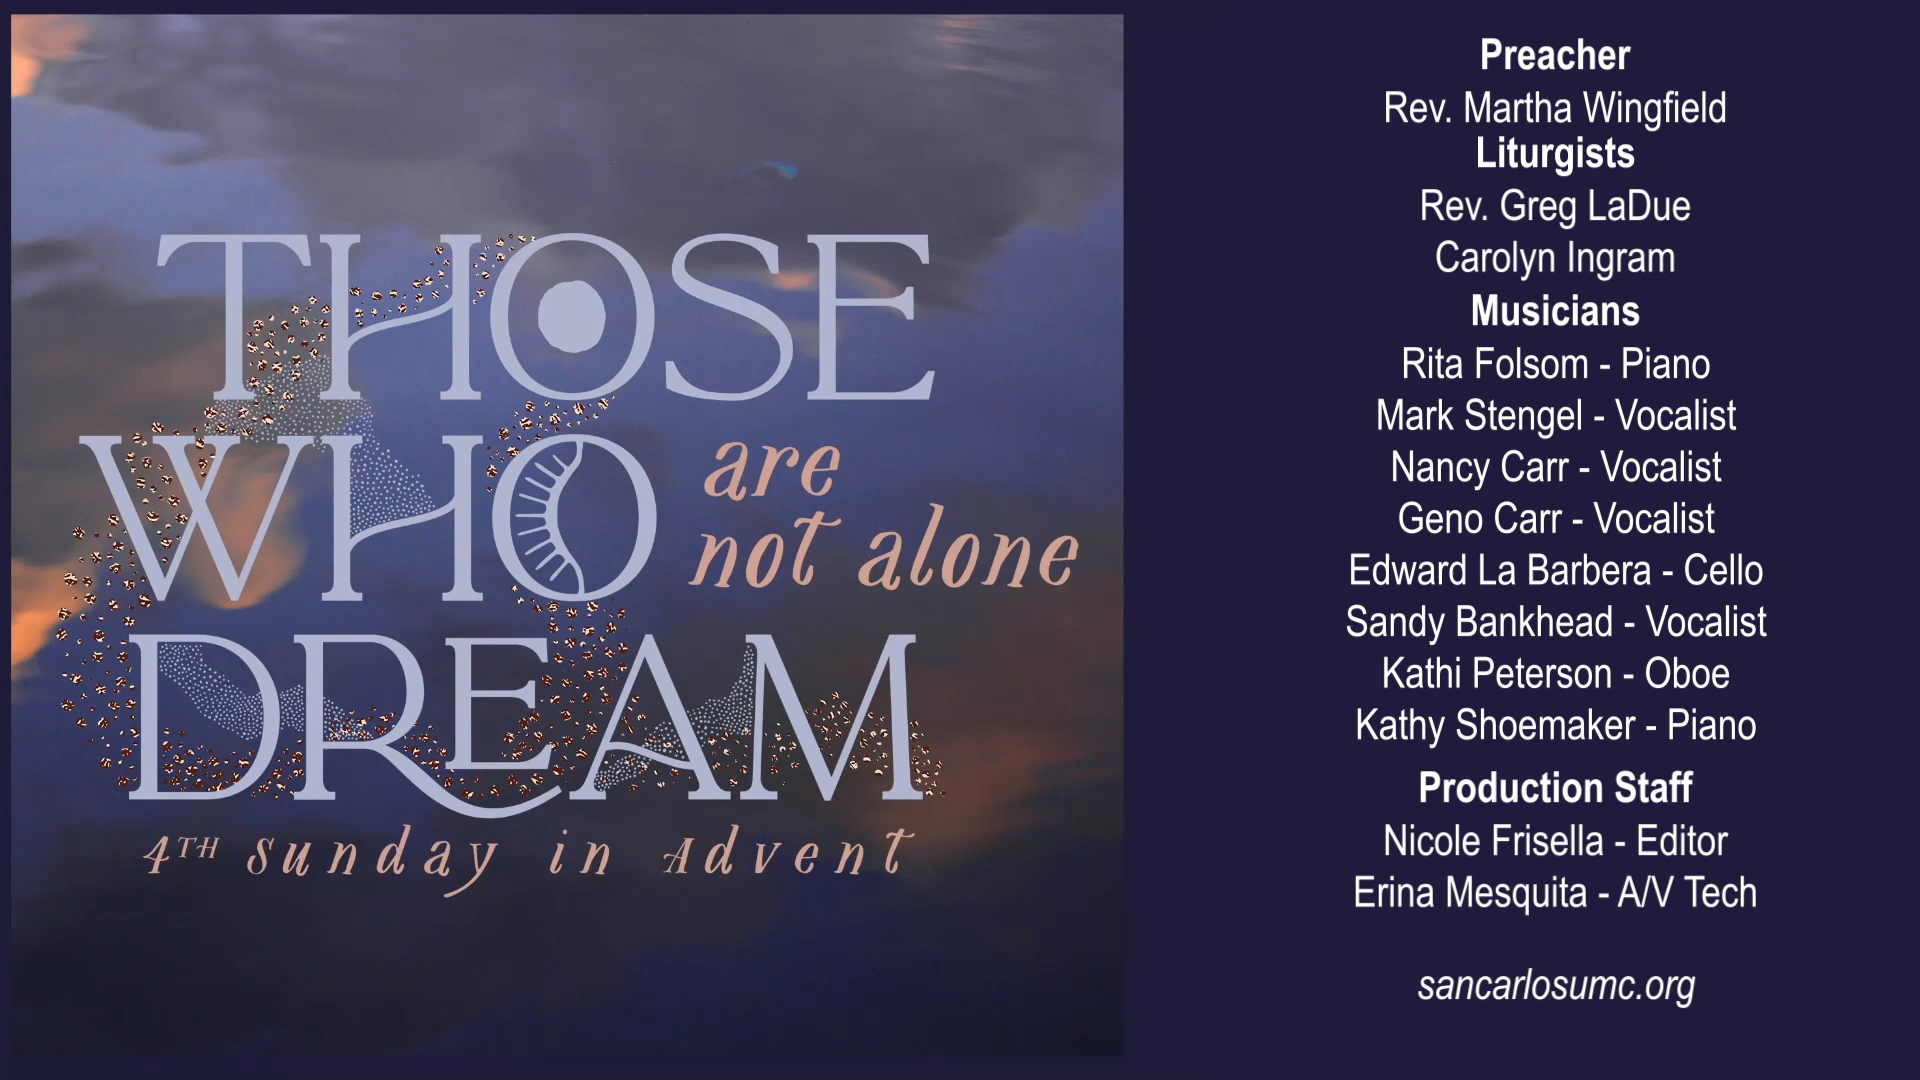 THOSE
WHO are
not alone
DREAM
4TH Sunday in Advent
Preacher
Rev. Martha Wingfield
Liturgists
Rev. Greg LaDue
Carolyn Ingram
Musicians
Rita Folsom - Piano
Mark Stengel - Vocalist
Nancy Carr - Vocalist
Geno Carr - Vocalist
Edward La Barbera - Cello
Sandy Bankhead - Vocalist
Kathi Peterson - Oboe
Kathy Shoemaker - Piano
Production Staff
Nicole Frisella - Editor
Erina Mesquita - A/V Tech
sancarlosumc.org